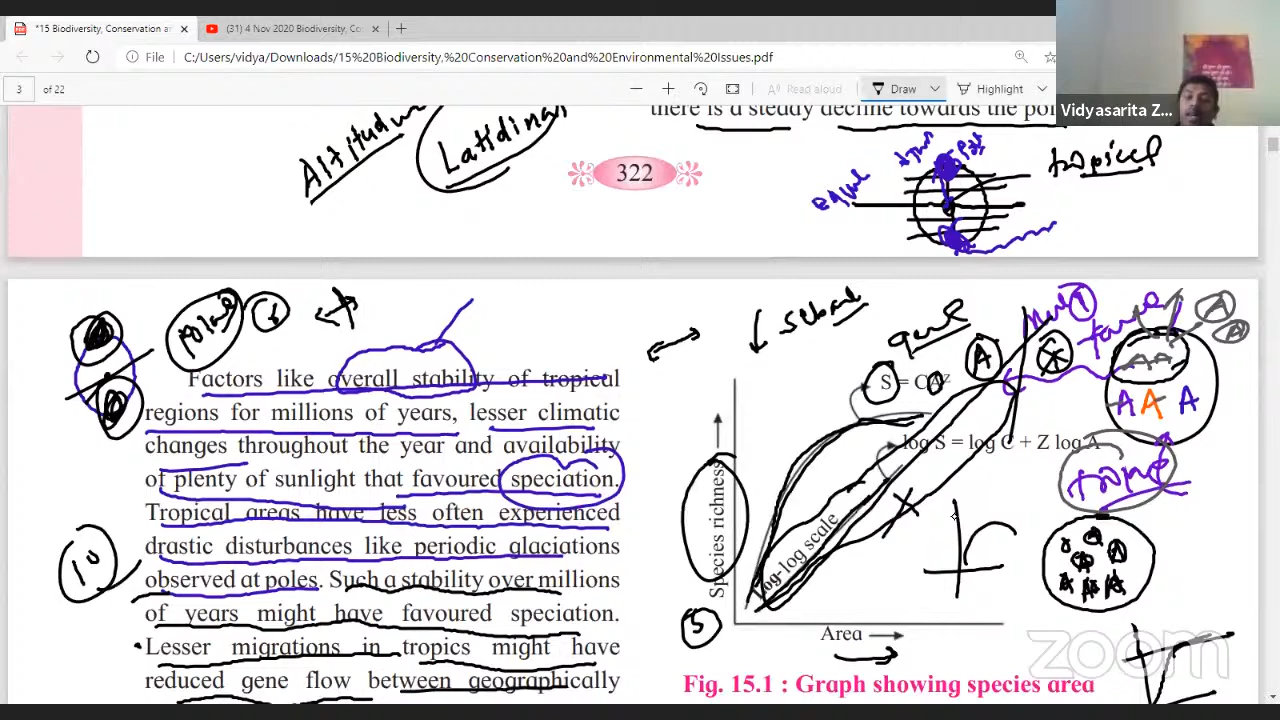 *15 Biodiversity, Conservation an
(31) 4 Nov 2020 Biodiversity, Co
File
C:/Users/vidya/Downloads/15%20Biodiversity,%20Conservation%20and%20Environmental%20Issues.pdf
3 of 22
Read aloud
Draw
Highlight
Vidyasarita Z...
there is a steady decline towards the pol
322
tropical
Factors like overall stability of tropical
regions for millions of years, lesser climatic
changes throughout the year and availability
of plenty of sunlight that favoured speciation.
Tropical areas have less often experienced
drastic disturbances like periodic glaciations
observed at poles. Such a stability over millions
of years might have favoured speciation.
• Lesser migrations in tropics might have
reduced gene flow between geographically
10
S = CA^Z
log S = log C + Z log A
A
A A
A A A
Species richness
Log-log scale
S
Area
Fig. 15.1 : Graph showing species area
zoom